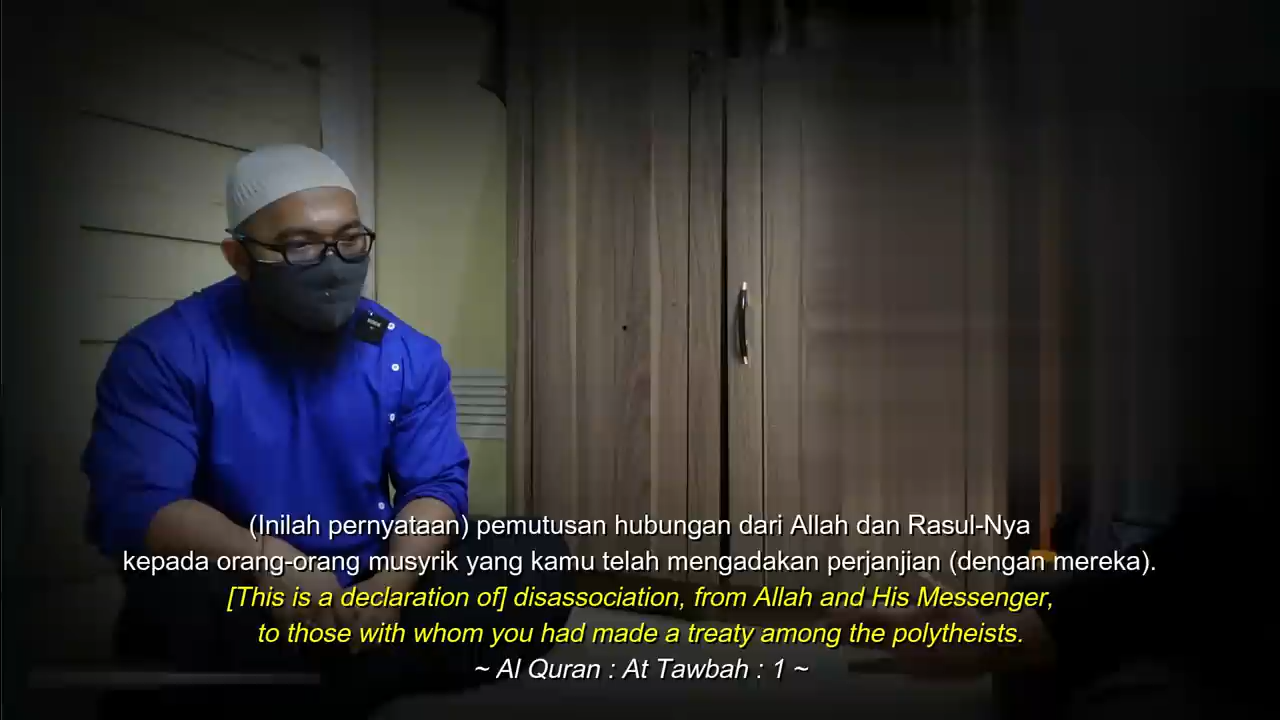 (Inilah pernyataan) pemutusan hubungan dari Allah dan Rasul-Nya
kepada orang-orang musyrik yang kamu telah mengadakan perjanjian (dengan mereka).
[This is a declaration of] disassociation, from Allah and His Messenger,
to those with whom you had made a treaty among the polytheists.
~ Al Quran : At Tawbah : 1 ~